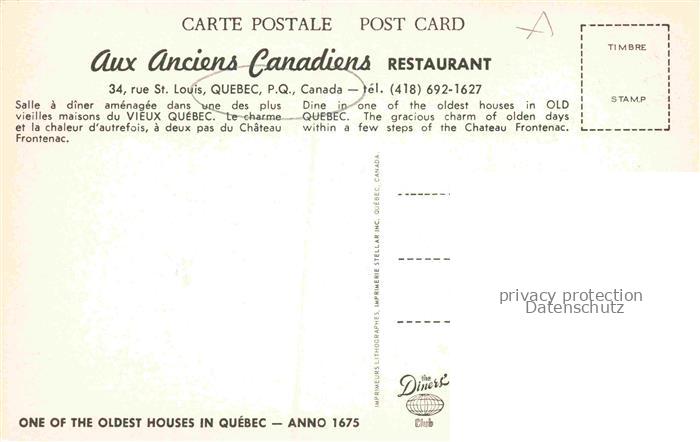 CARTE POSTALE POST CARD
Aux Anciens Canadiens RESTAURANT
34, rue St. Louis, QUEBEC, P.Q., Canada — tél. (418) 692-1627
Salle à dîner aménagée dans une des plus
vieilles maisons du VIEUX QUÉBEC. Le charme
et la chaleur d'autrefois, à deux pas du Château
Frontenac.
Dine in one of the oldest houses in OLD
QUEBEC. The gracious charm of olden days
within a few steps of the Chateau Frontenac.
TIMBRE
STAMP
IMPRIMEURS LITHOGRAPHES, IMPRIMERIE STELLAR INC. QUÉBEC, CANADA.
privacy protection
Datenschutz
the
Diners'
Club
ONE OF THE OLDEST HOUSES IN QUÉBEC — ANNO 1675